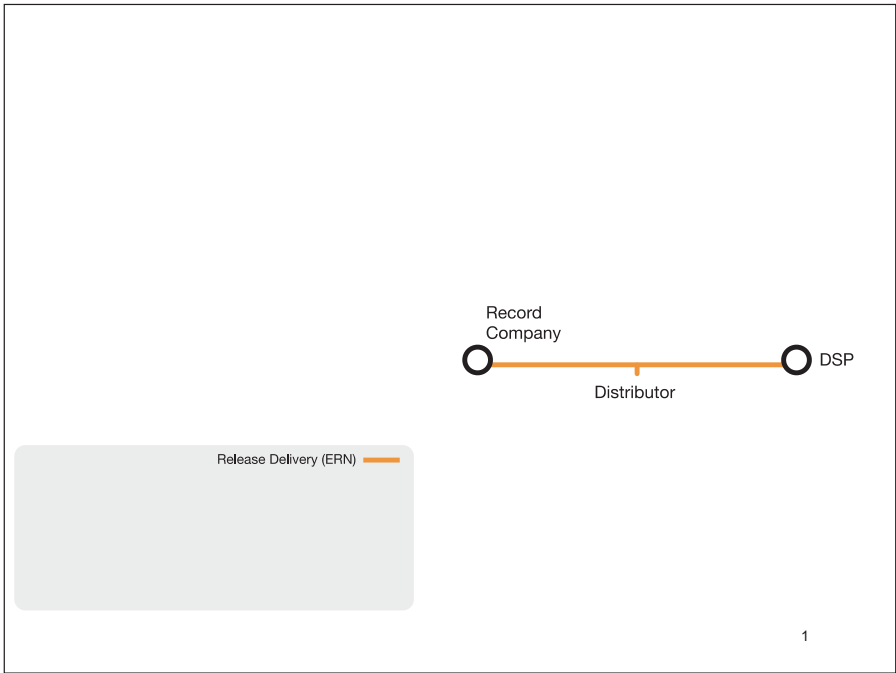 Record
Company
DSP
Distributor
Release Delivery (ERN)
1